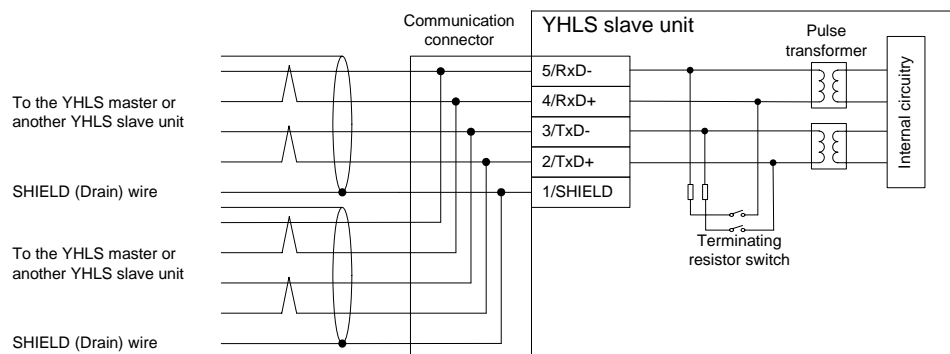 Communication
connector
YHLS slave unit
Pulse
transformer
5/RxD-
4/RxD+
3/TxD-
2/TxD+
1/SHIELD
Internal circuitry
To the YHLS master or
another YHLS slave unit
SHIELD (Drain) wire
Terminating
resistor switch
To the YHLS master or
another YHLS slave unit
SHIELD (Drain) wire